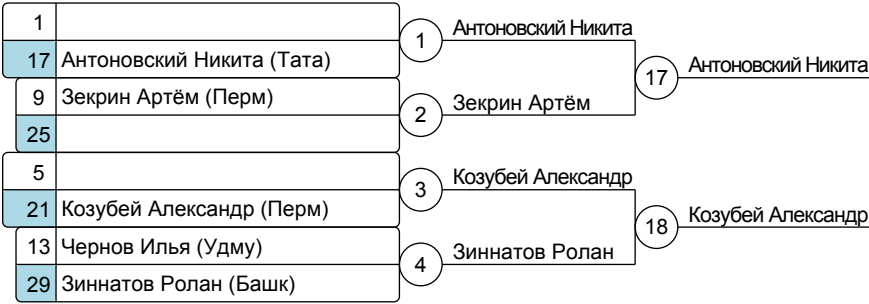 1
Антоновский Никита
1
17 Антоновский Никита (Тата)
Антоновский Никита
17
9 Зекрин Артём (Перм)
Зекрин Артём
2
25
5
Козубей Александр
3
21 Козубей Александр (Перм)
Козубей Александр
18
13 Чернов Илья (Удму)
Зиннатов Ролан
4
29 Зиннатов Ролан (Башк)